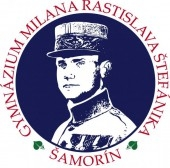 GYMNÁZIUM MILANA RASTISLAVA ŠTEFÁNIKA
ŠAMORÍN